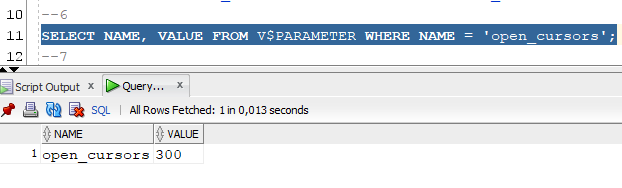 10 --6
11 SELECT NAME, VALUE FROM V$PARAMETER WHERE NAME = 'open_cursors';
12 --7
Script Output x Query... x
SQL | All Rows Fetched: 1 in 0,013 seconds
NAME VALUE
1 open_cursors 300